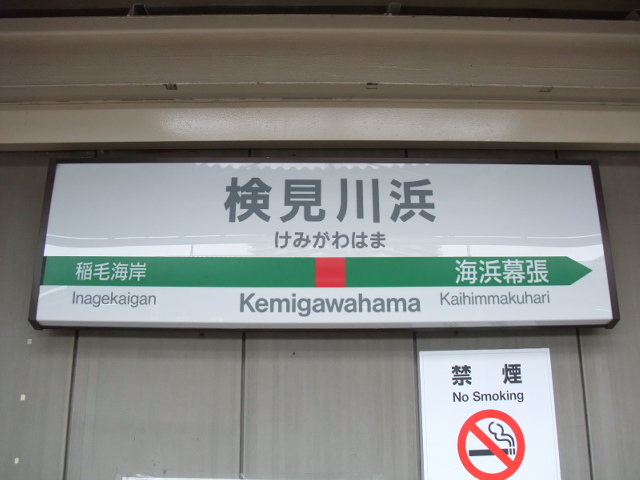 検見川浜
けみがわはま
稲毛海岸 海浜幕張
Inagekaigan Kemigawahama Kaihimmakuhari
禁煙
No Smoking